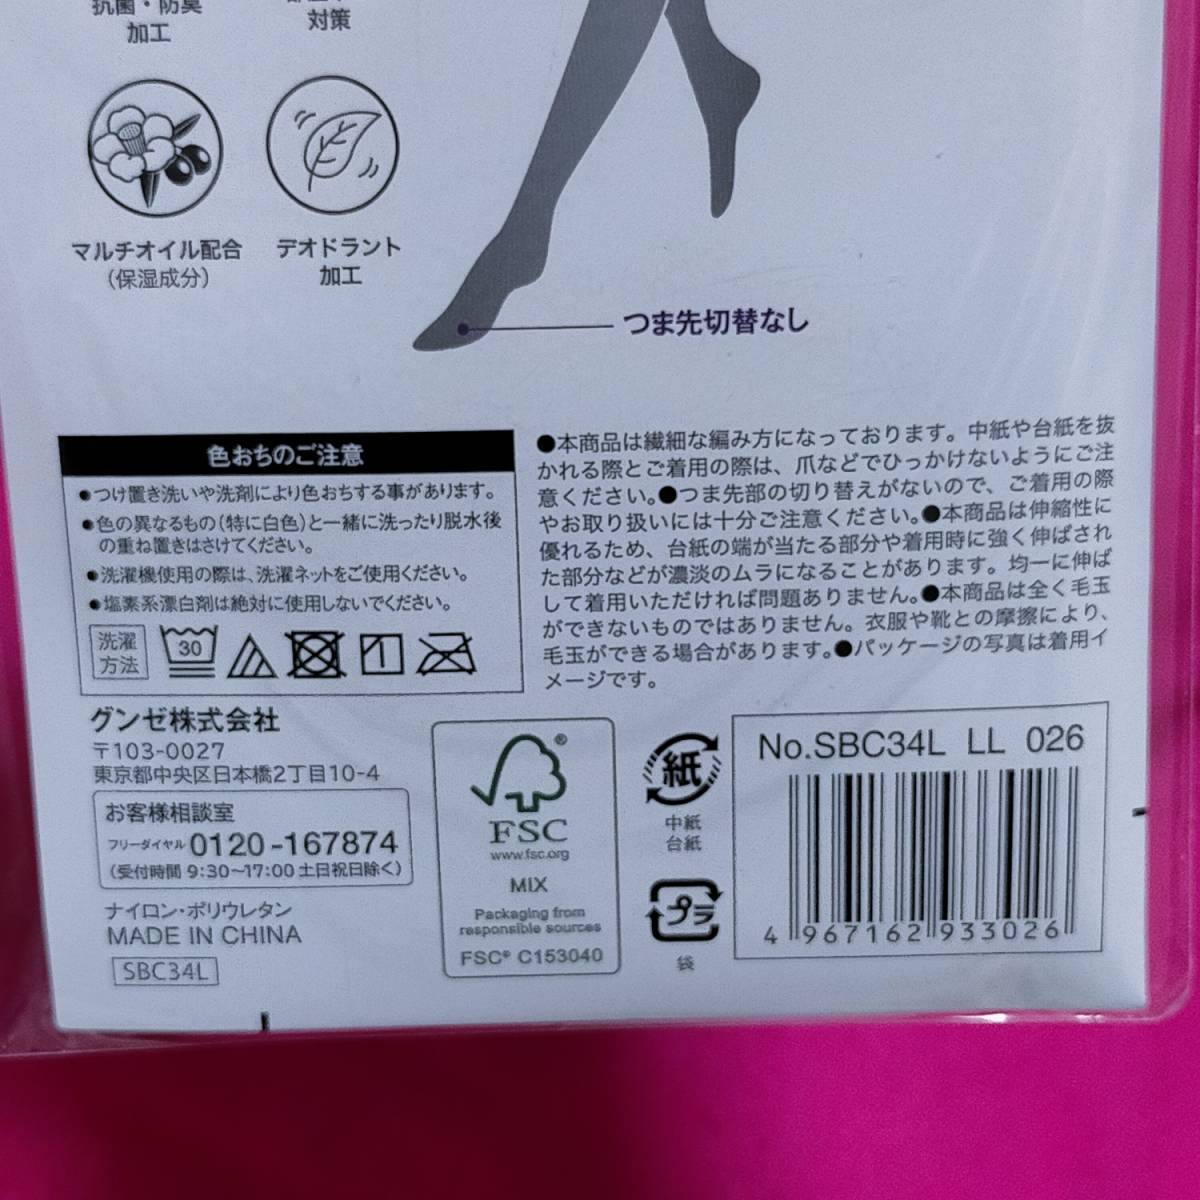 抗菌・防臭
加工
対策
マルチオイル配合
（保湿成分）
デオドラント
加工
つま先切替なし
色おちのご注意
●つけ置き洗いや洗剤により色おちする事があります。
●色の異なるもの（特に白色）と一緒に洗ったり脱水後
の重ね置きはさけてください。
●洗濯機使用の際は、洗濯ネットをご使用ください。
●塩素系漂白剤は絶対に使用しないでください。
洗濯
方法
30
●本商品は繊細な編み方になっております。中紙や台紙を抜
かれる際とご着用の際は、爪などでひっかけないようにご注
意ください。●つま先部の切り替えがないので、ご着用の際
やお取り扱いには十分ご注意ください。●本商品は伸縮性に
優れるため、台紙の端が当たる部分や着用時に強く伸ばされ
た部分などが濃淡のムラになることがあります。均一に伸ば
して着用いただければ問題ありません。●本商品は全く毛玉
ができないものではありません。衣服や靴との摩擦により、
毛玉ができる場合があります。●パッケージの写真は着用イ
メージです。
グンゼ株式会社
〒103-0027
東京都中央区日本橋2丁目10-4
お客様相談室
フリーダイヤル 0120-167874
（受付時間 9:30〜17:00 土日祝日除く）
ナイロン・ポリウレタン
MADE IN CHINA
SBC34L
®
FSC
www.fsc.org
MIX
Packaging from
responsible sources
FSC® C153040
紙
中紙
台紙
プラ
袋
No.SBC34L LL 026
4 967162 933026